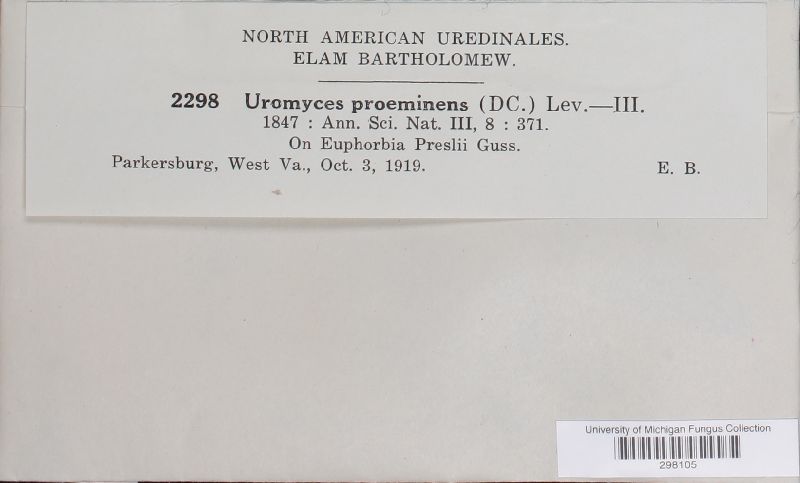 NORTH AMERICAN UREDINALES.
ELAM BARTHOLOMEW.
2298 Uromyces proeminens (DC.) Lev.—III.
1847 : Ann. Sci. Nat. III, 8 : 371.
On Euphorbia Preslii Guss.
Parkersburg, West Va., Oct. 3, 1919. E. B.
University of Michigan Fungus Collection
298105